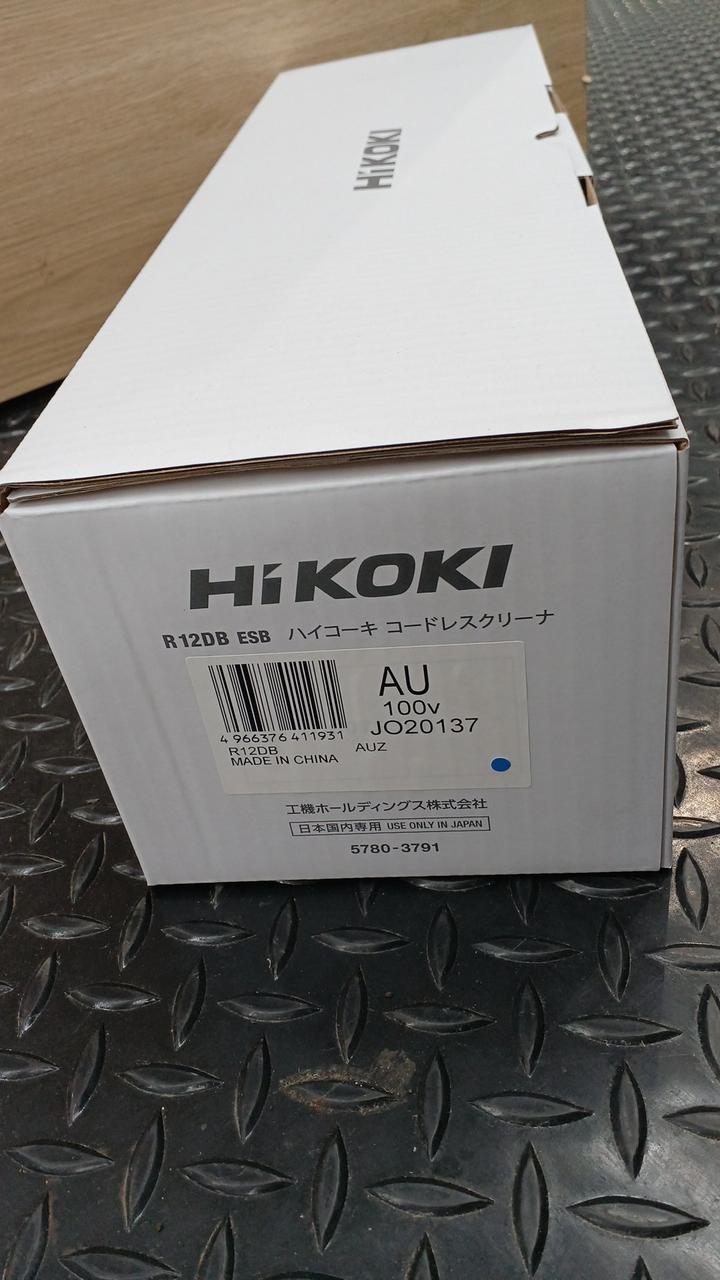 HiKOKI
HiKOKI
R12DB ESB ハイコーキ コードレスクリーナ
AU
100v
4 966376 411931 JO20137
R12DB AUZ
MADE IN CHINA
工機ホールディングス株式会社
日本国内専用 USE ONLY IN JAPAN
5780-3791